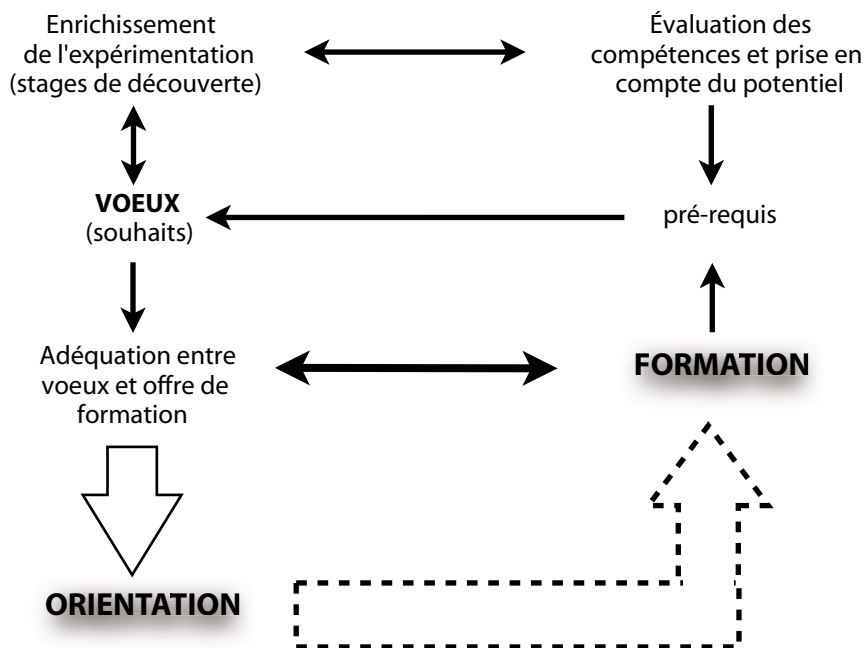 Enrichissement
de l'expérimentation
(stages de découverte)
Évaluation des
compétences et prise en
compte du potentiel
VOEUX
(souhaits)
pré-requis
Adéquation entre
voeux et offre de
formation
FORMATION
ORIENTATION